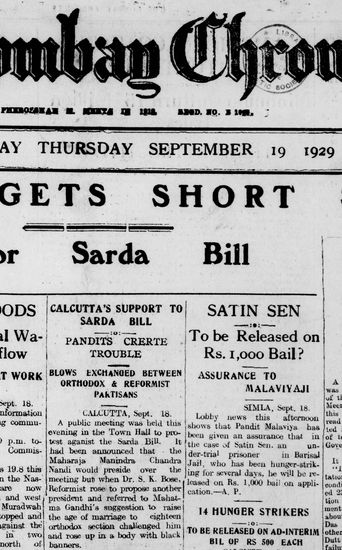 ombay Chron
PHEROZESHAH M. MEHTA IN 1913. REGD. NO. B 1092.
AY THURSDAY SEPTEMBER 19 1929
GETS SHORT
or Sarda Bill
OODS
al Wa-
flow
T WORK
Sept. 18.
nformation
ng commu-
0 p.m. to-
Commis-
s 19.8 this
n the Nas-
are now
and west
Muradwah
topped and
against the
in two
north of
CALCUTTA'S SUPPORT TO
SARDA BILL
—:o:—
PANDITS CRERTE
TROUBLE
BLOWS EXCHANGED BETWEEN
ORTHODOX & REFORMIST
PARTISANS
CALCUTTA, Sept. 18.
A public meeting was held this
evening in the Town Hall to pro-
test against the Sarda Bill. It
had been announced that the
Maharaja Manindra Chandra
Nandi would preside over the
meeting but when Dr. S. K. Bose,
Reformist rose to propose another
president and referred to Mahat-
ma Gandhi's suggestion to raise
the age of marriage to eighteen
orthodox section challenged him
and rose up in a body with black
banners.
SATIN SEN
—:o:—
To be Released on
Rs. 1,000 Bail?
ASSURANCE TO
MALAVIYAJI
SIMLA, Sept. 18.
Lobby news this afternoon
shows that Pandit Malaviya has
been given an assurance that in
the case of Satin Sen. an un-
der-trial prisoner in Barisal
Jail, who has been hunger-strik-
ing for several days, he will be re-
leased on Rs. 1,000 bail on appli-
cation.—A. P.
14 HUNGER STRIKERS
TO BE RELEASED ON AD-INTERIM
BIL OF RS 500 EACH